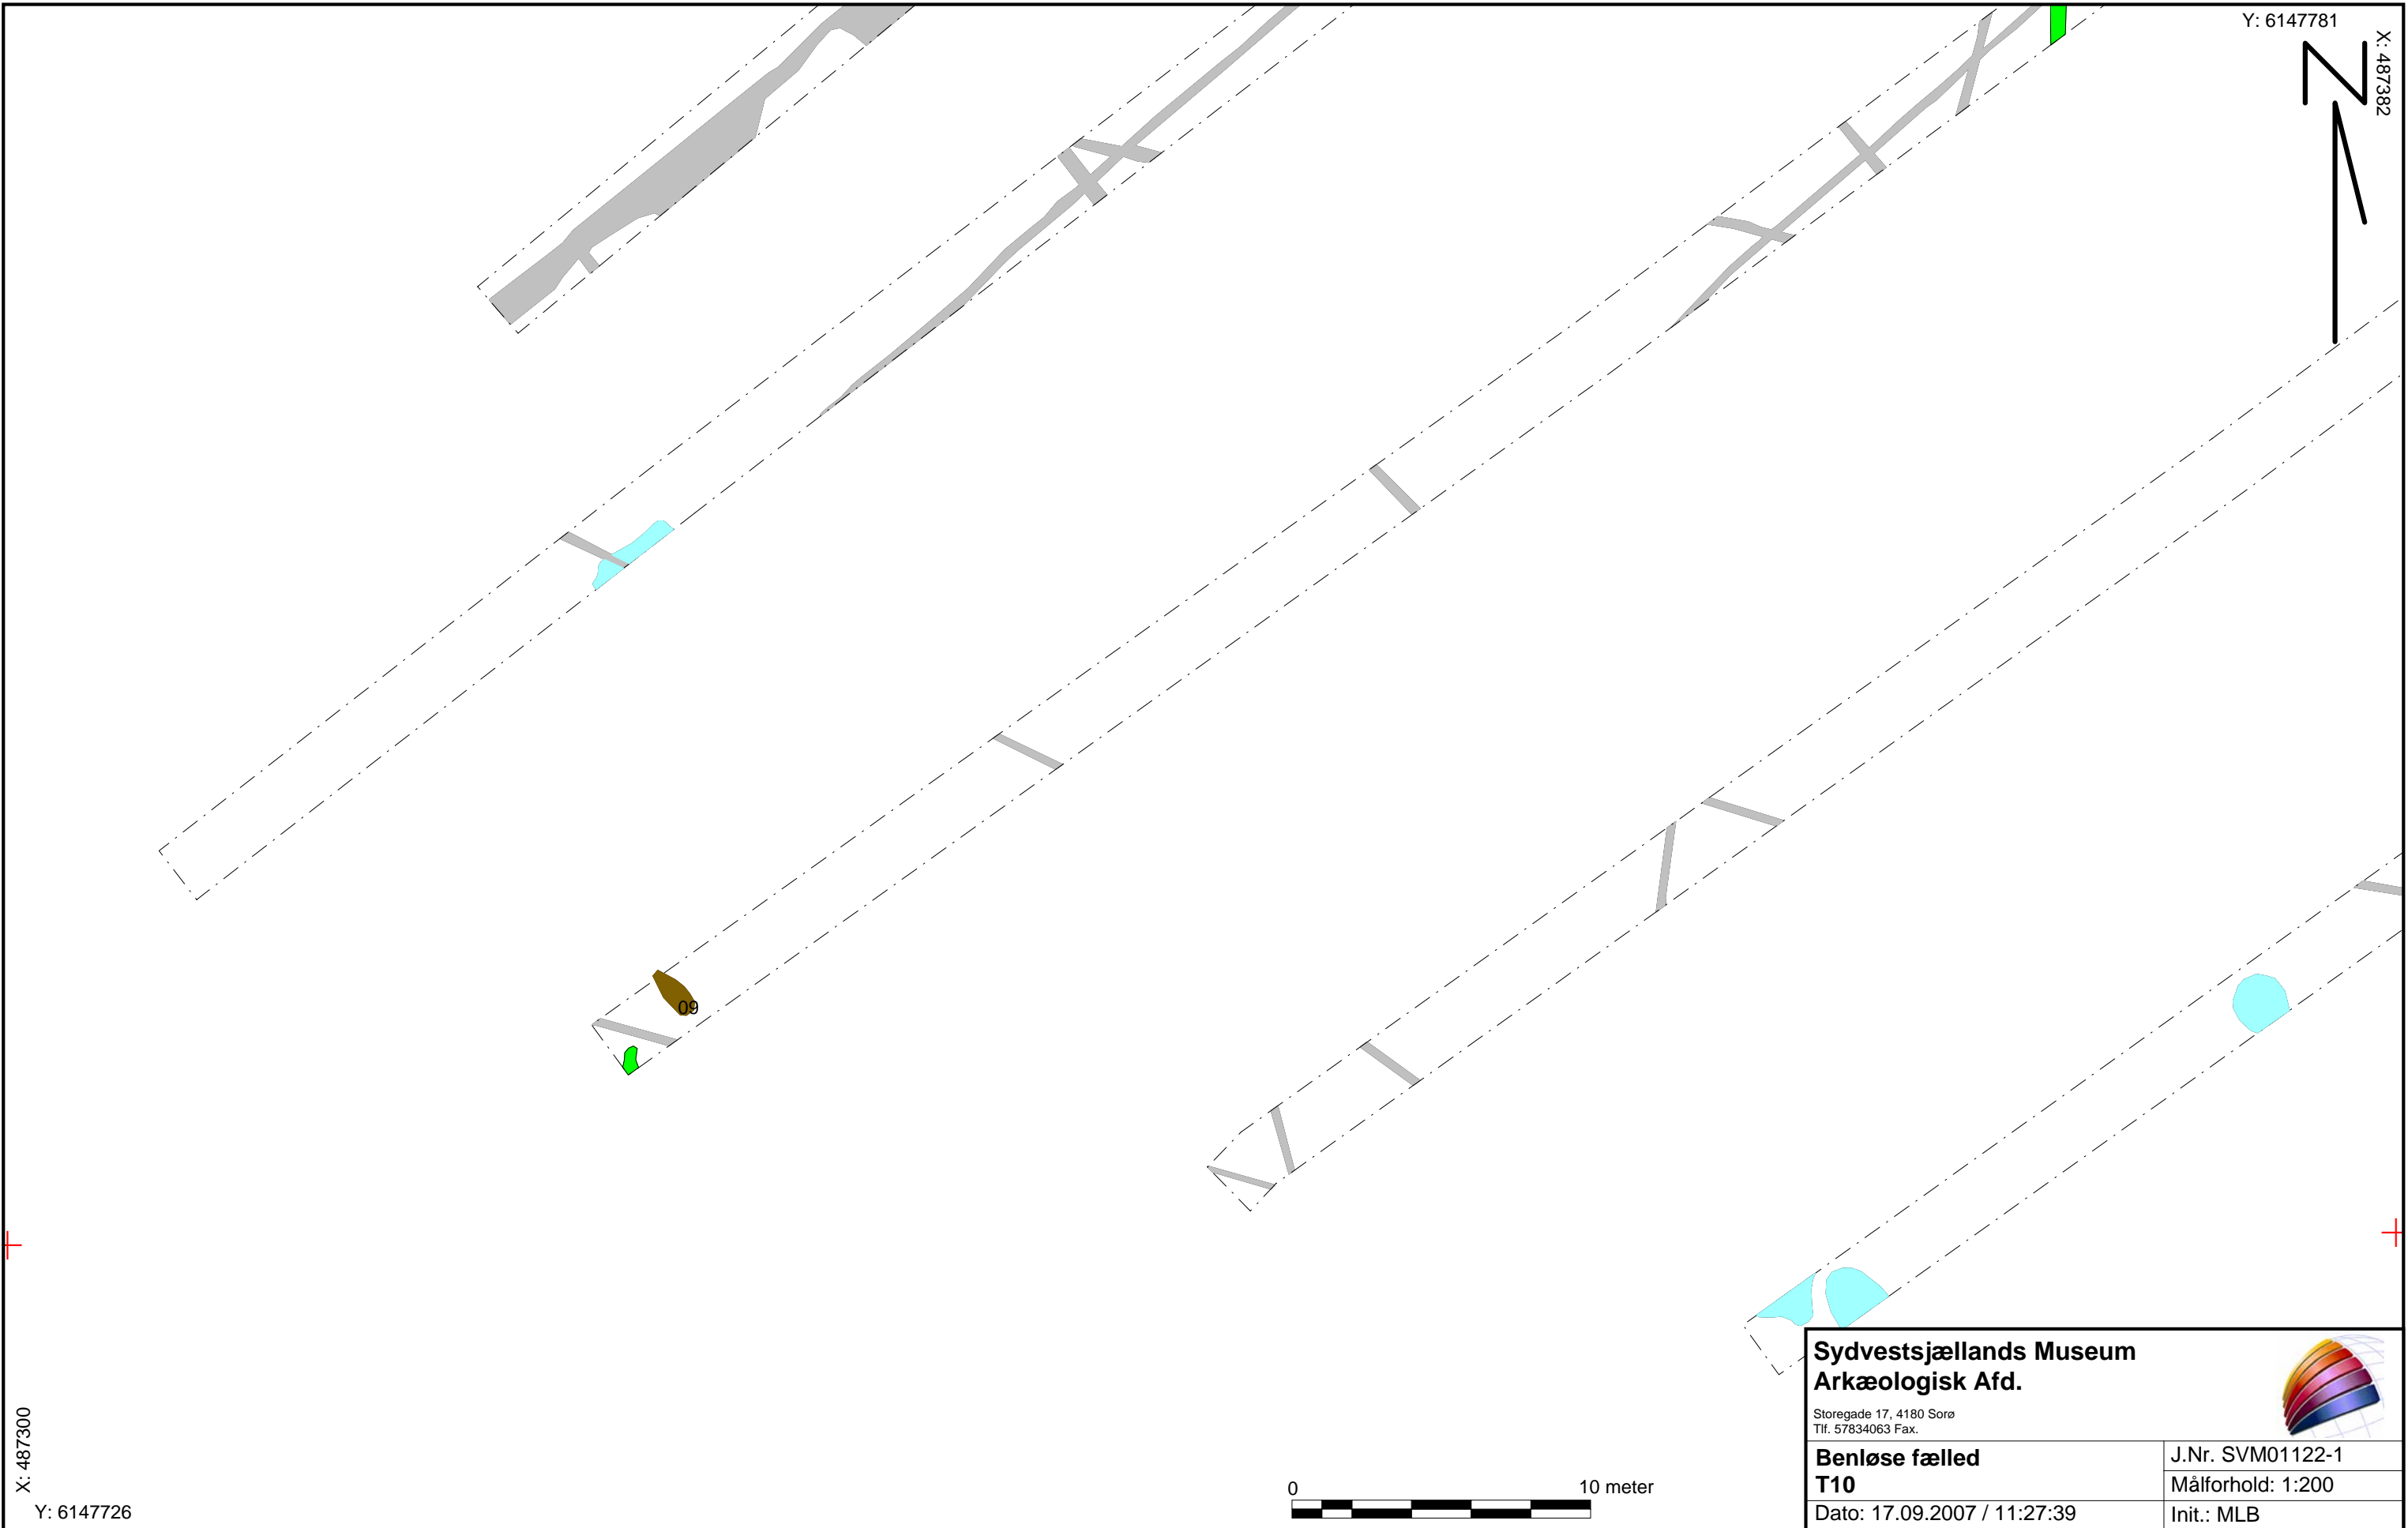 Y: 6147781
X: 487382
09
Sydvestsjællands Museum
Arkæologisk Afd.
Storegade 17, 4180 Sorø
Tlf. 57834063 Fax.
Benløse fælled
T10
J.Nr. SVM01122-1
Målforhold: 1:200
Dato: 17.09.2007 / 11:27:39
Init.: MLB
0 10 meter
X: 487300
Y: 6147726